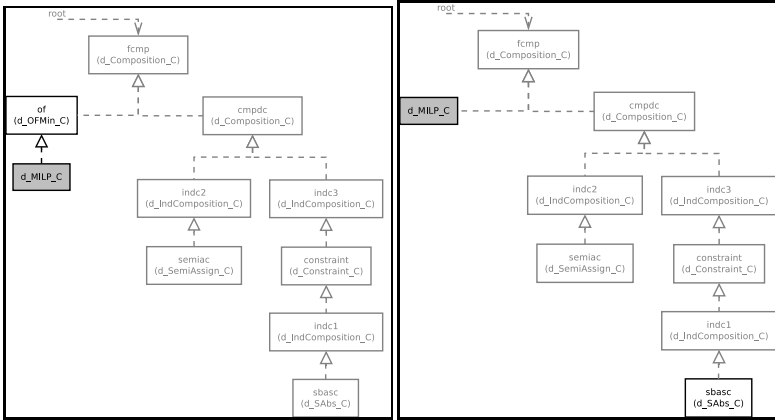 root
fcmp
(d_Composition_C)
of
(d_OFMin_C)
cmpdc
(d_Composition_C)
d_MILP_C
indc2
(d_IndComposition_C)
indc3
(d_IndComposition_C)
semiac
(d_SemiAssign_C)
constraint
(d_Constraint_C)
indc1
(d_IndComposition_C)
sbasc
(d_SAbs_C)
root
fcmp
(d_Composition_C)
d_MILP_C
cmpdc
(d_Composition_C)
indc2
(d_IndComposition_C)
indc3
(d_IndComposition_C)
semiac
(d_SemiAssign_C)
constraint
(d_Constraint_C)
indc1
(d_IndComposition_C)
sbasc
(d_SAbs_C)